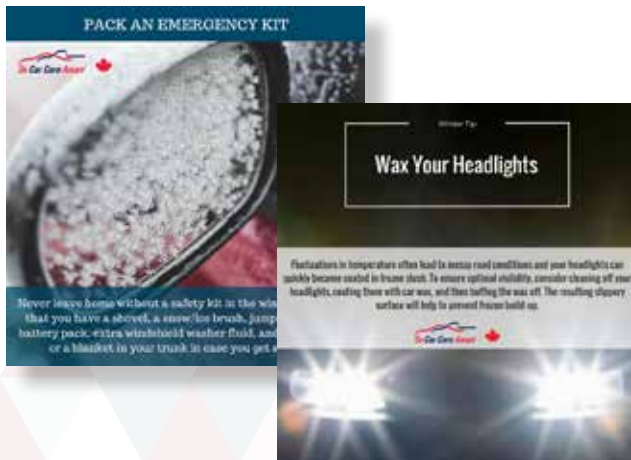 PACK AN EMERGENCY KIT
Be Car Care Aware
Never leave home without a safety kit in the
that you have a shovel, a snow/ice brush, jump
battery pack, extra windshield washer fluid, and
or a blanket in your trunk in case you get
Winter Tip
Wax Your Headlights
Fluctuations in temperature often lead to messy road conditions and your headlights can
quickly become coated in frozen slush. To ensure optimal visibility, consider cleaning off your
headlights, coating them with car wax, and then buffing the wax off. The resulting slippery
surface will help to prevent frozen build-up.
Be Car Care Aware